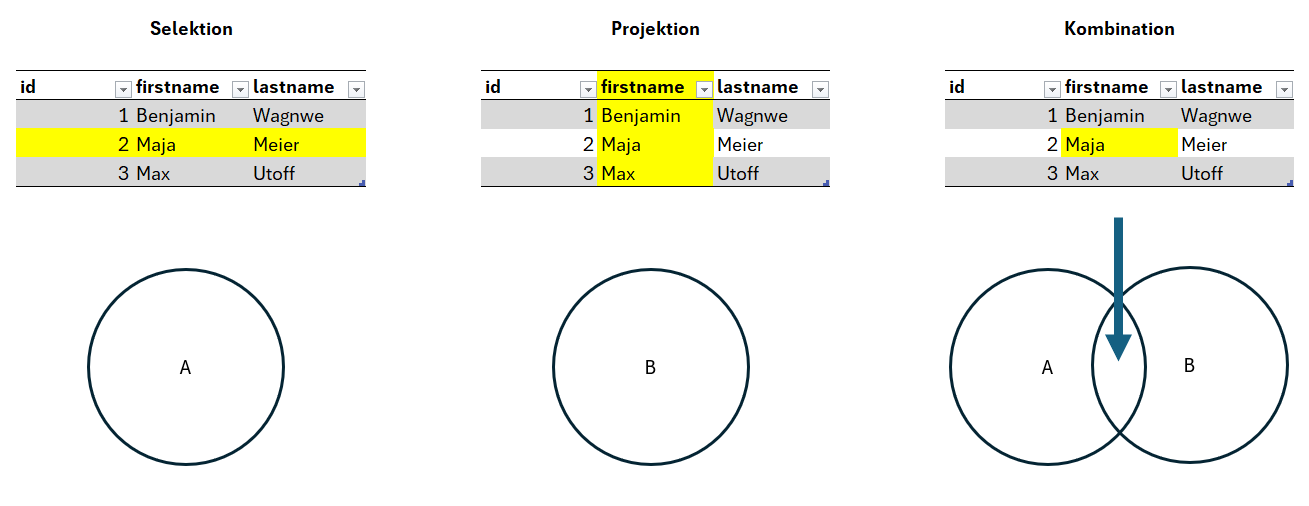 Selektion
id firstname lastname
1 Benjamin Wagnwe
2 Maja Meier
3 Max Utoff
A
Projektion
id firstname lastname
1 Benjamin Wagnwe
2 Maja Meier
3 Max Utoff
B
Kombination
id firstname lastname
1 Benjamin Wagnwe
2 Maja Meier
3 Max Utoff
A B